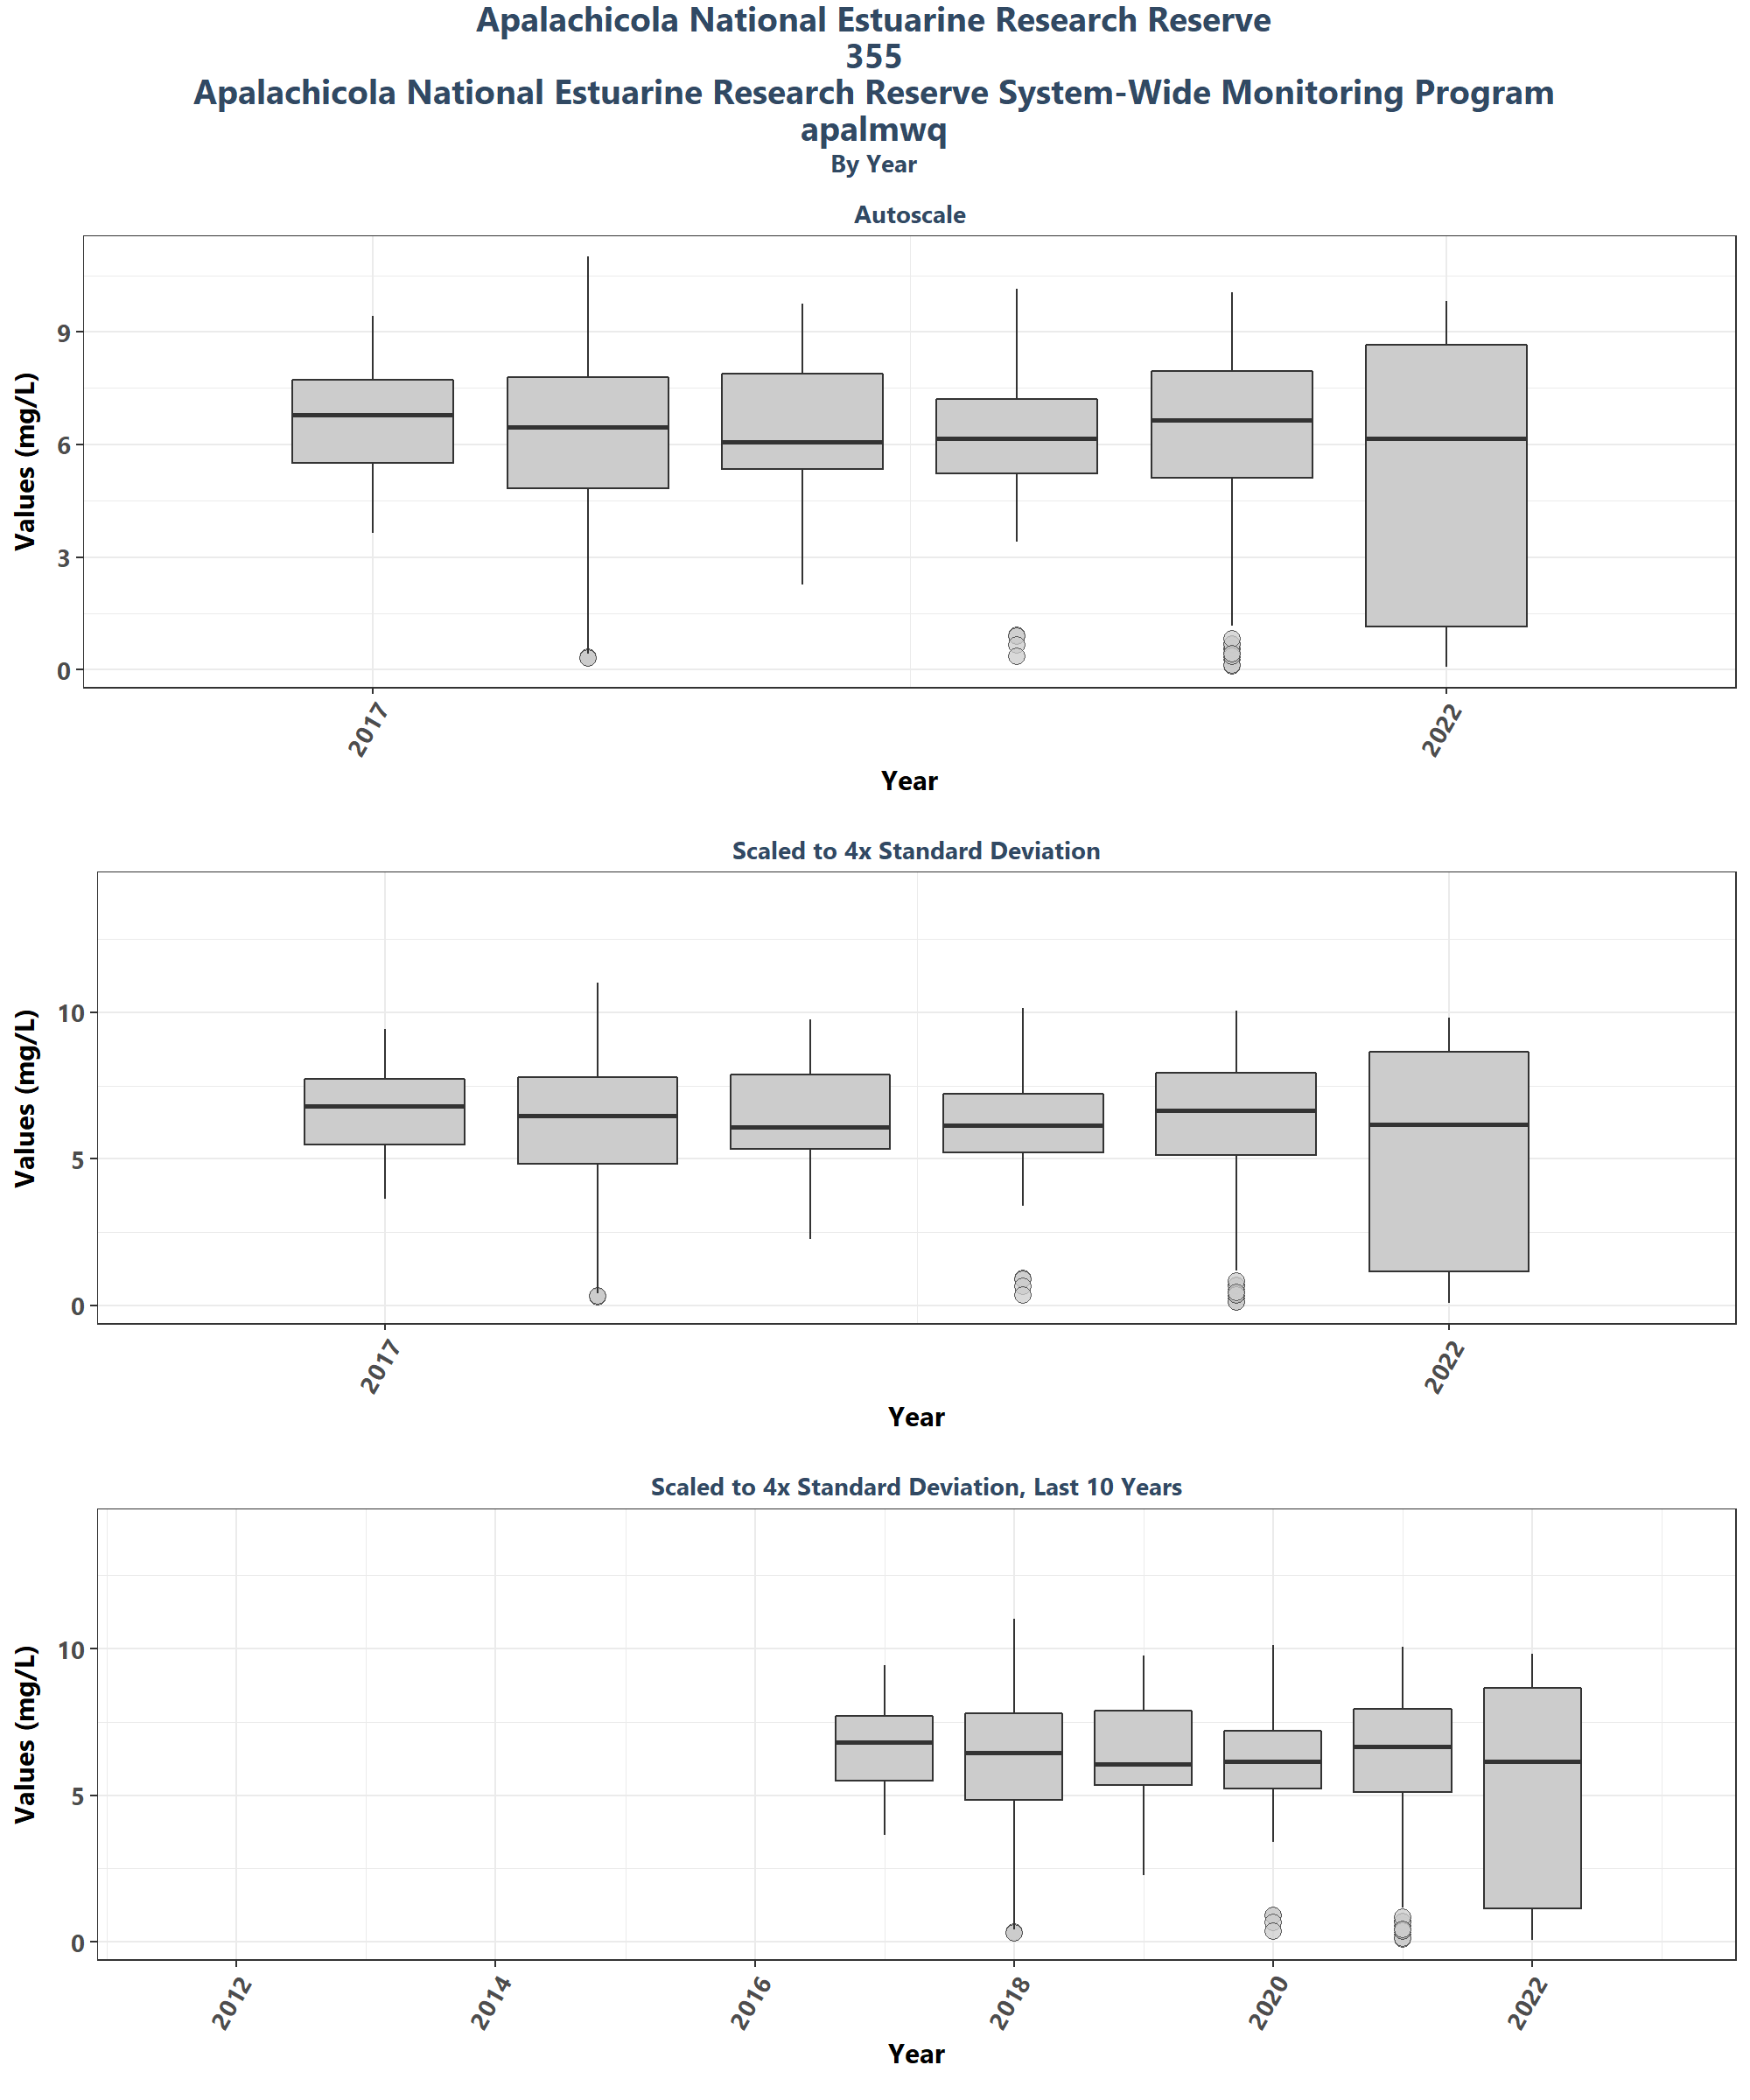 Apalachicola National Estuarine Research Reserve
355
Apalachicola National Estuarine Research Reserve System-Wide Monitoring Program
apalmwq
By Year
Autoscale
Values (mg/L)
9
6
3
0
2017
2022
Year
Scaled to 4x Standard Deviation
Values (mg/L)
10
5
0
2017
2022
Year
Scaled to 4x Standard Deviation, Last 10 Years
Values (mg/L)
10
5
0
2012
2014
2016
2018
2020
2022
Year